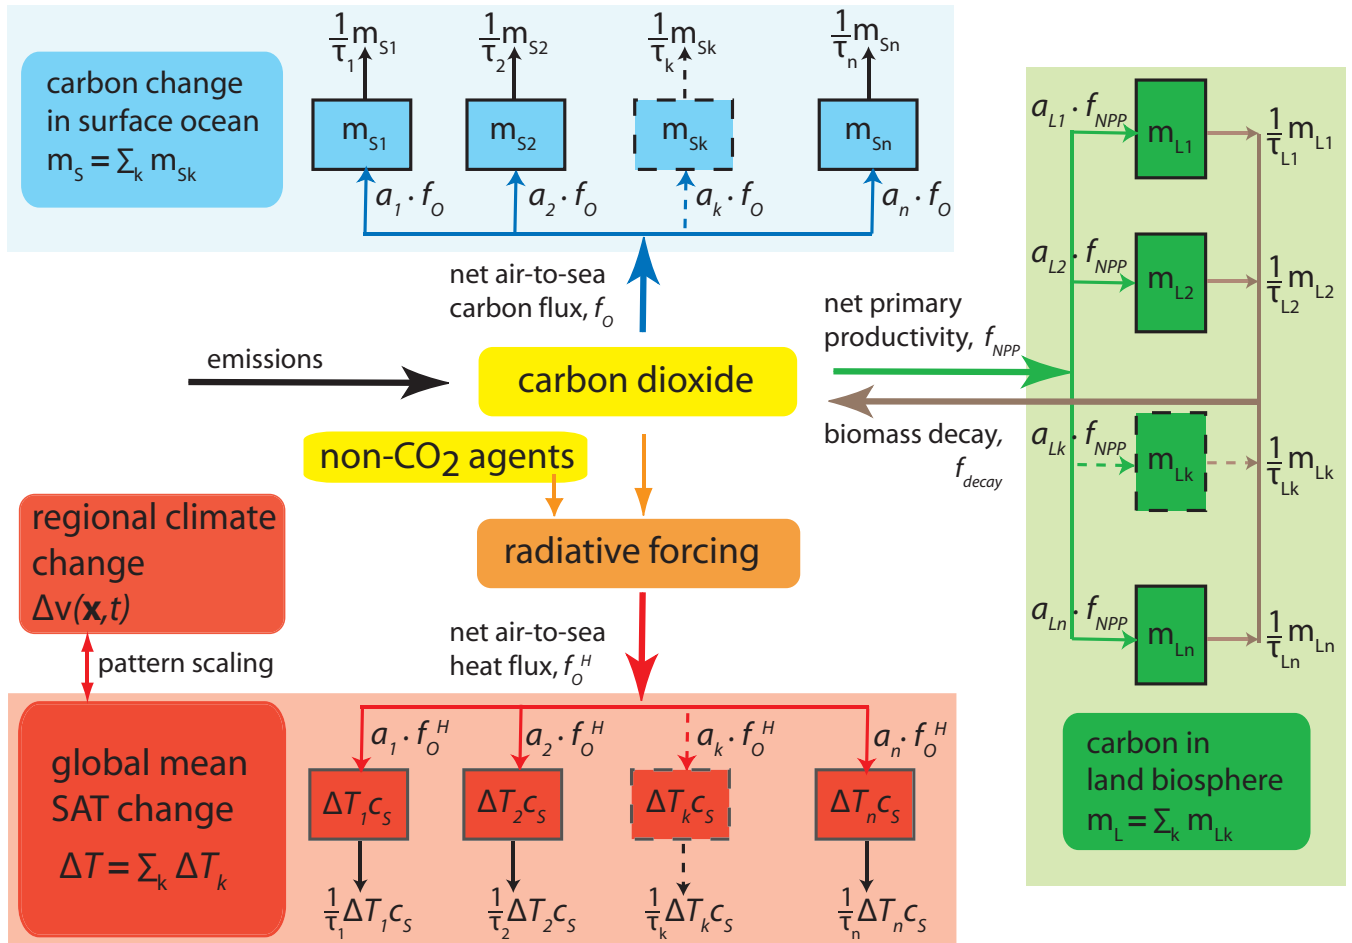 carbon change
in surface ocean
m_S = ∑_k m_Sk
1/τ_1 m_S1
1/τ_2 m_S2
1/τ_k m_Sk
1/τ_n m_Sn
m_S1
m_S2
m_Sk
m_Sn
a_1 · f_O
a_2 · f_O
a_k · f_O
a_n · f_O
net air-to-sea
carbon flux, f_O
emissions
carbon dioxide
non-CO₂ agents
radiative forcing
net primary
productivity, f_NPP
biomass decay,
f_decay
a_L1 · f_NPP
m_L1
1/τ_L1 m_L1
a_L2 · f_NPP
m_L2
1/τ_L2 m_L2
a_Lk · f_NPP
m_Lk
1/τ_Lk m_Lk
a_Ln · f_NPP
m_Ln
1/τ_Ln m_Ln
carbon in
land biosphere
m_L = ∑_k m_Lk
regional climate
change
Δv(x,t)
pattern scaling
net air-to-sea
heat flux, f_O^H
global mean
SAT change
ΔT = ∑_k ΔT_k
a_1 · f_O^H
a_2 · f_O^H
a_k · f_O^H
a_n · f_O^H
ΔT_1c_S
ΔT_2c_S
ΔT_kc_S
ΔT_nc_S
1/τ_1 ΔT_1c_S
1/τ_2 ΔT_2c_S
1/τ_k ΔT_kc_S
1/τ_n ΔT_nc_S